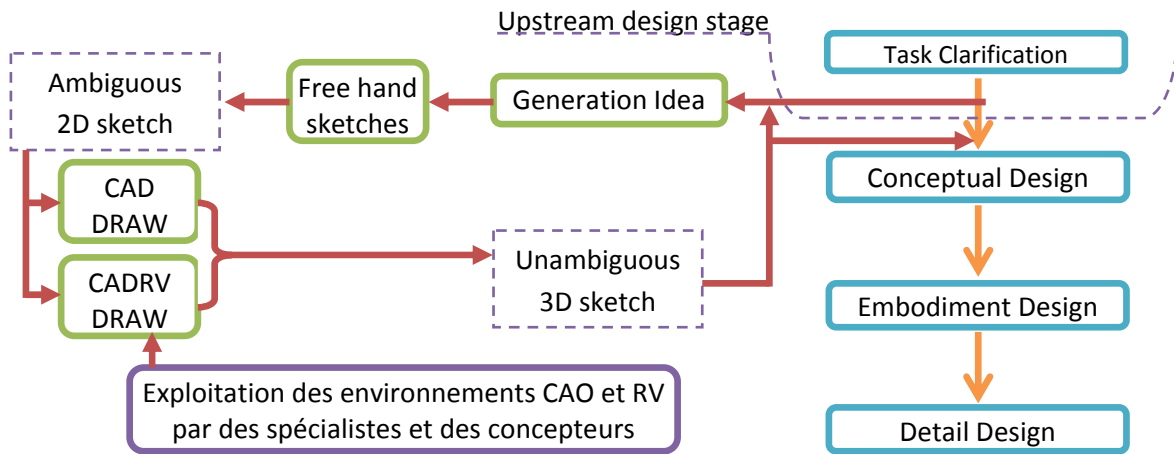 Upstream design stage
Task Clarification
Ambiguous
2D sketch
Free hand
sketches
Generation Idea
CAD
DRAW
Conceptual Design
CADRV
DRAW
Unambiguous
3D sketch
Embodiment Design
Exploitation des environnements CAO et RV
par des spécialistes et des concepteurs
Detail Design